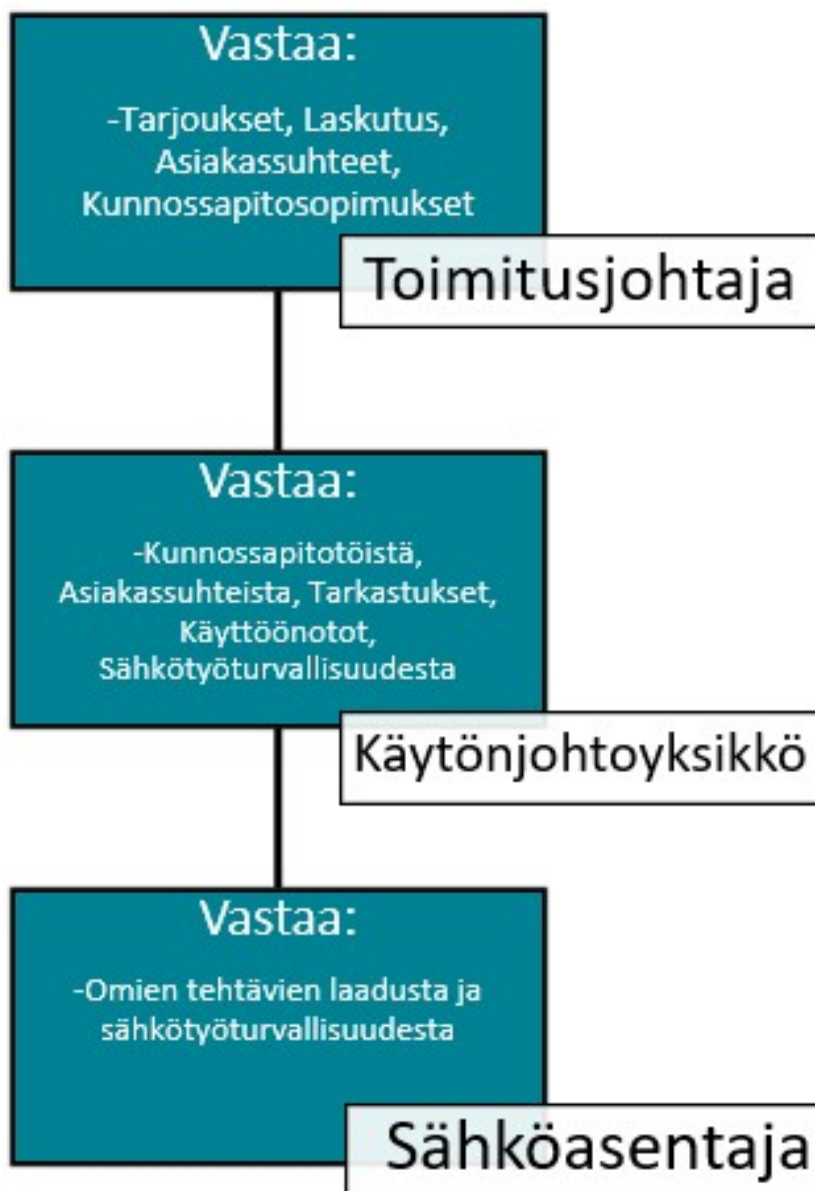 Vastaa:
-Tarjoukset, Laskutus,
Asiakassuhteet,
Kunnossapitosopimukset
Toimitusjohtaja
Vastaa:
-Kunnossapitotöistä,
Asiakassuhteista, Tarkastukset,
Käyttöönotot,
Sähkötyöturvallisuudesta
Käytönjohtoyksikkö
Vastaa:
-Omien tehtävien laadusta ja
sähkötyöturvallisuudesta
Sähköasentaja